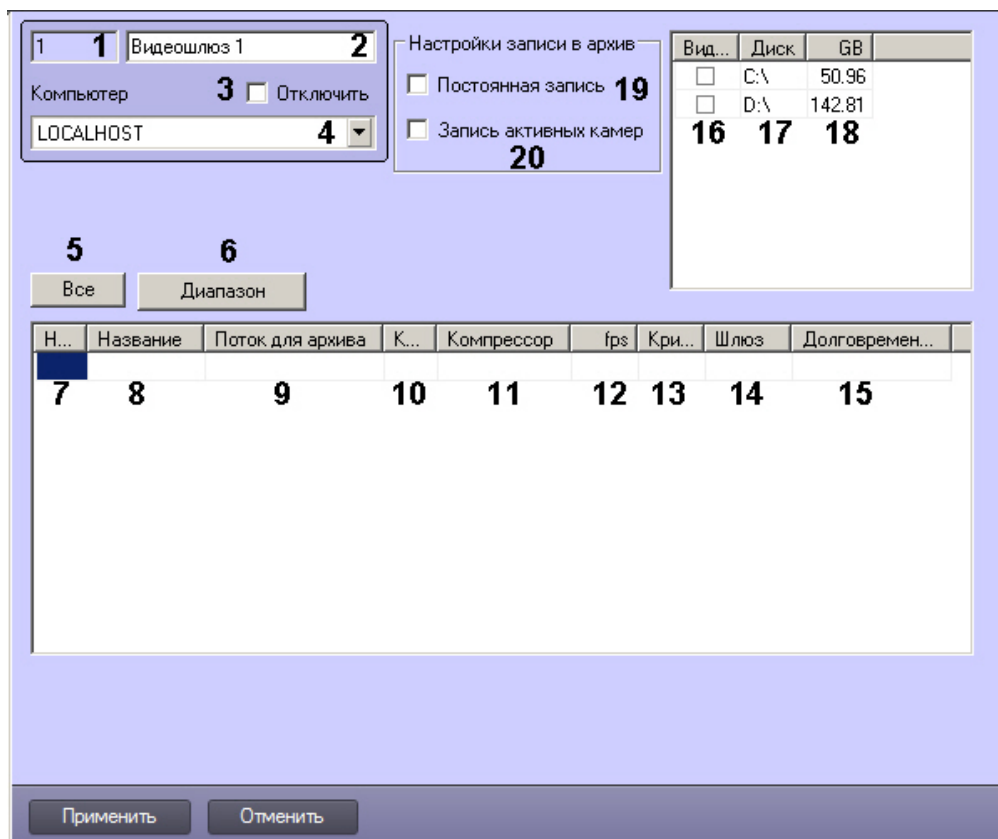 1 1 Видеошлюз 1 2
Компьютер 3 Отключить
LOCALHOST 4
Настройки записи в архив
Постоянная запись 19
Запись активных камер
20
Вид... Диск GB
C:\ 50.96
D:\ 142.81
16 17 18
5 6
Все Диапазон
Н... Название Поток для архива К... Компрессор fps Кри... Шлюз Долговремен...
7 8 9 10 11 12 13 14 15
Применить Отменить